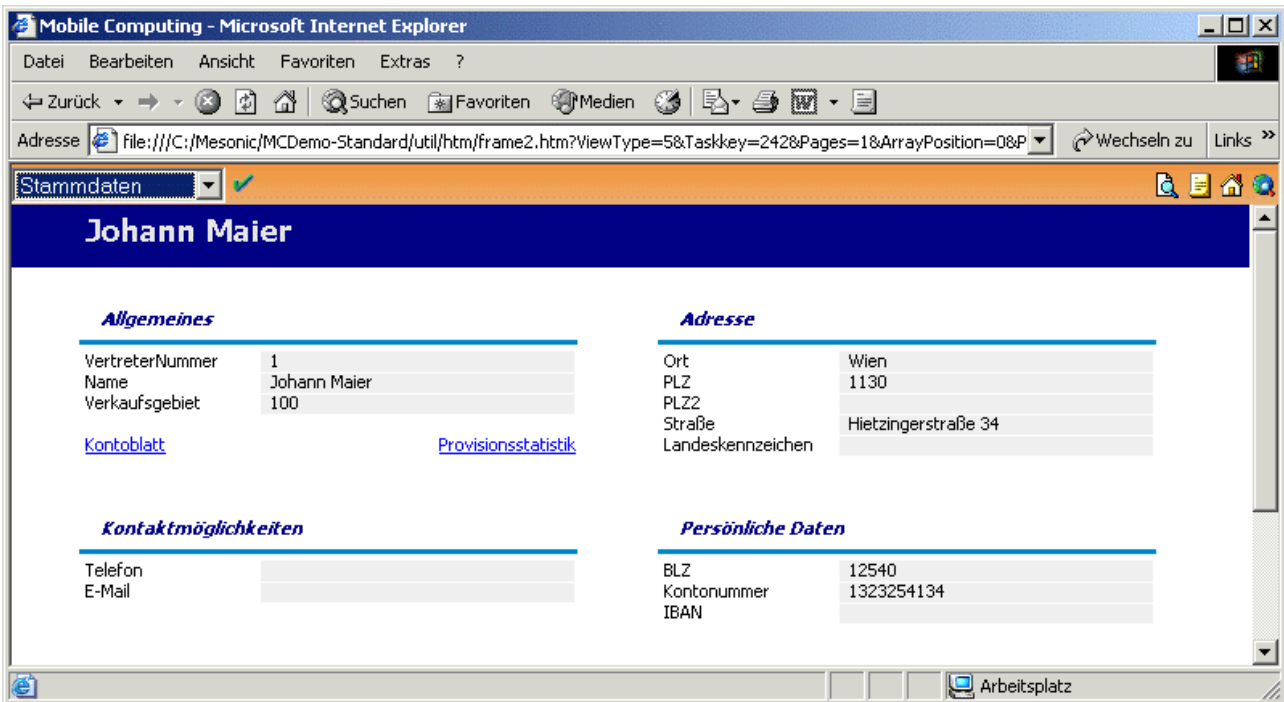 Mobile Computing - Microsoft Internet Explorer
Datei Bearbeiten Ansicht Favoriten Extras ?
Zurück Suchen Favoriten Medien W
Adresse file:///C:/Mesonic/MCDemo-Standard/util/htm/frame2.htm?ViewType=5&Taskkey=242&Pages=1&ArrayPosition=0&P Wechseln zu Links »
Stammdaten
Johann Maier
Allgemeines
VertreterNummer 1
Name Johann Maier
Verkaufsgebiet 100
Kontoblatt Provisionsstatistik
Adresse
Ort Wien
PLZ 1130
PLZ2
Straße Hietzingerstraße 34
Landeskennzeichen
Kontaktmöglichkeiten
Telefon
E-Mail
Persönliche Daten
BLZ 12540
Kontonummer 1323254134
IBAN
Arbeitsplatz